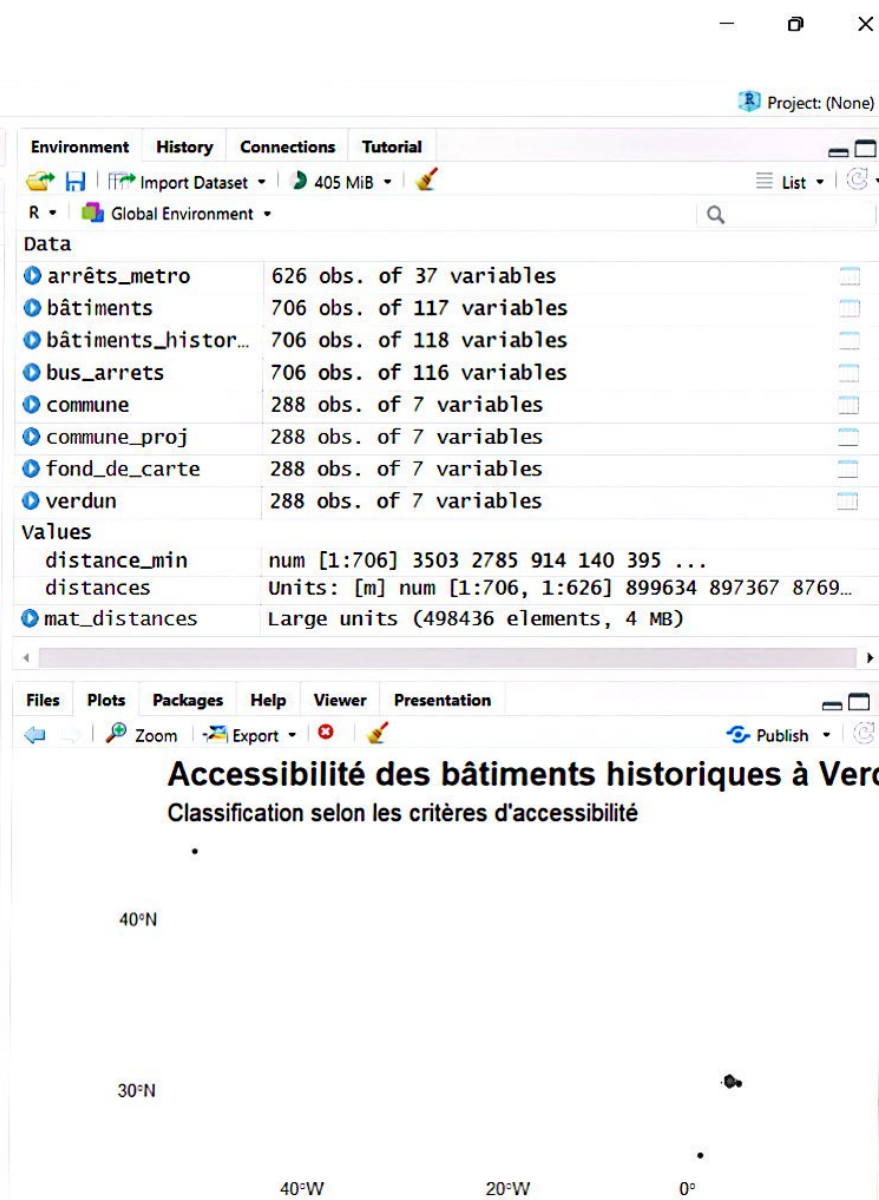 Project: (None)
Environment History Connections Tutorial
Import Dataset 405 MiB List
R Global Environment
Data
arrêts_metro 626 obs. of 37 variables
bâtiments 706 obs. of 117 variables
bâtiments_histor… 706 obs. of 118 variables
bus_arrets 706 obs. of 116 variables
commune 288 obs. of 7 variables
commune_proj 288 obs. of 7 variables
fond_de_carte 288 obs. of 7 variables
verdun 288 obs. of 7 variables
Values
distance_min num [1:706] 3503 2785 914 140 395 ...
distances Units: [m] num [1:706, 1:626] 899634 897367 8769…
mat_distances Large units (498436 elements, 4 MB)
Files Plots Packages Help Viewer Presentation
Zoom Export Publish
Accessibilité des bâtiments historiques à Verd
Classification selon les critères d'accessibilité
40°N
30°N
40°W 20°W 0°